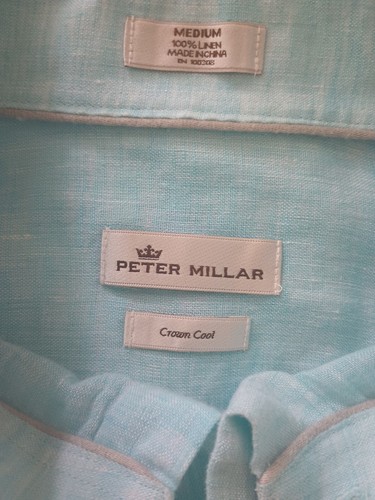 MEDIUM
100% LINEN
MADE IN CHINA
PETER MILLAR
Crown Cool